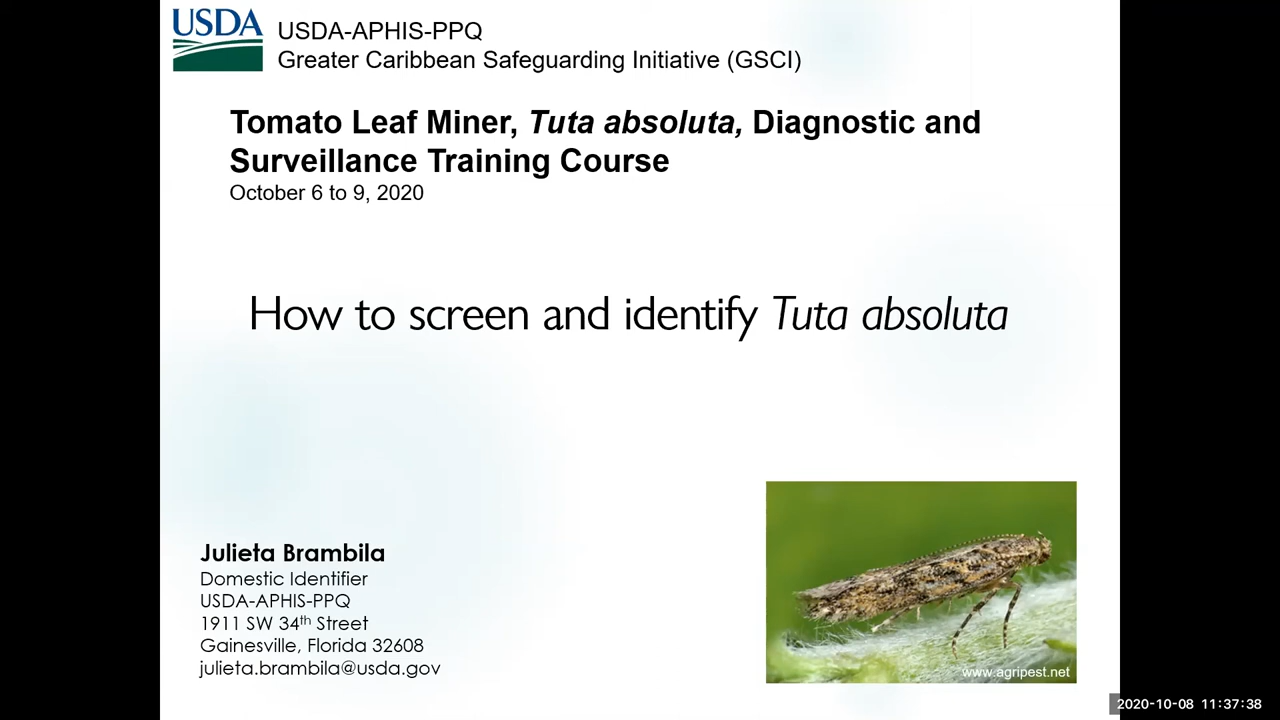 USDA
USDA-APHIS-PPQ
Greater Caribbean Safeguarding Initiative (GSCI)
Tomato Leaf Miner, Tuta absoluta, Diagnostic and
Surveillance Training Course
October 6 to 9, 2020
How to screen and identify Tuta absoluta
Julieta Brambila
Domestic Identifier
USDA-APHIS-PPQ
1911 SW 34th Street
Gainesville, Florida 32608
julieta.brambila@usda.gov
www.agripest.net
2020-10-08 11:37:38